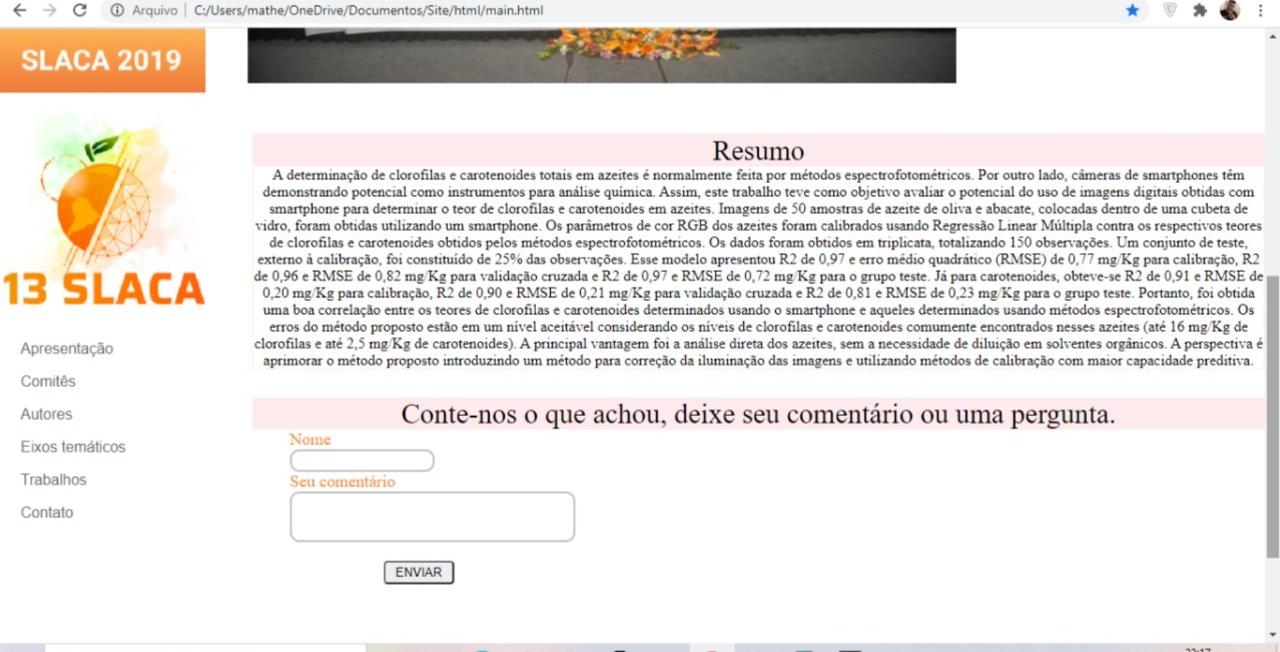 Arquivo | C:/Users/mathe/OneDrive/Documentos/Site/html/main.html
SLACA 2019
13 SLACA
Apresentação
Comitês
Autores
Eixos temáticos
Trabalhos
Contato
Resumo
A determinação de clorofilas e carotenoides totais em azeites é normalmente feita por métodos espectrofotométricos. Por outro lado, câmeras de smartphones têm
demonstrando potencial como instrumentos para análise química. Assim, este trabalho teve como objetivo avaliar o potencial do uso de imagens digitais obtidas com
smartphone para determinar o teor de clorofilas e carotenoides em azeites. Imagens de 50 amostras de azeite de oliva e abacate, colocadas dentro de uma cubeta de
vidro, foram obtidas utilizando um smartphone. Os parâmetros de cor RGB dos azeites foram calibrados usando Regressão Linear Múltipla contra os respectivos teores
de clorofilas e carotenoides obtidos pelos métodos espectrofotométricos. Os dados foram obtidos em triplicata, totalizando 150 observações. Um conjunto de teste,
externo à calibração, foi constituído de 25% das observações. Esse modelo apresentou R2 de 0,97 e erro médio quadrático (RMSE) de 0,77 mg/Kg para calibração, R2
de 0,96 e RMSE de 0,82 mg/Kg para validação cruzada e R2 de 0,97 e RMSE de 0,72 mg/Kg para o grupo teste. Já para carotenoides, obteve-se R2 de 0,91 e RMSE de
0,20 mg/Kg para calibração, R2 de 0,90 e RMSE de 0,21 mg/Kg para validação cruzada e R2 de 0,81 e RMSE de 0,23 mg/Kg para o grupo teste. Portanto, foi obtida
uma boa correlação entre os teores de clorofilas e carotenoides determinados usando o smartphone e aqueles determinados usando métodos espectrofotométricos. Os
erros do método proposto estão em um nível aceitável considerando os níveis de clorofilas e carotenoides comumente encontrados nesses azeites (até 16 mg/Kg de
clorofilas e até 2,5 mg/Kg de carotenoides). A principal vantagem foi a análise direta dos azeites, sem a necessidade de diluição em solventes orgânicos. A perspectiva é
aprimorar o método proposto introduzindo um método para correção da iluminação das imagens e utilizando métodos de calibração com maior capacidade preditiva.
Conte-nos o que achou, deixe seu comentário ou uma pergunta.
Nome
Seu comentário
ENVIAR